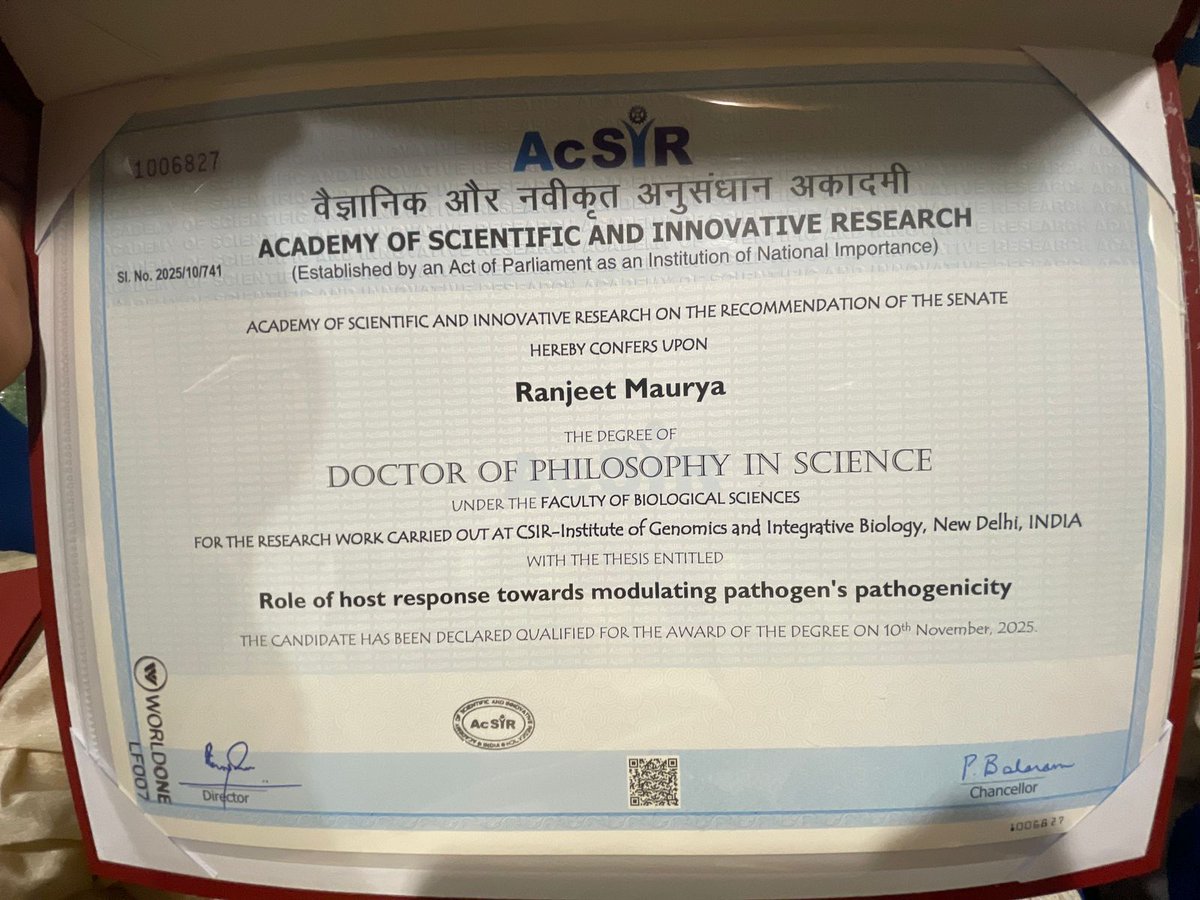 1006827
AcSIR
वैज्ञानिक और नवीकृत अनुसंधान अकादमी
ACADEMY OF SCIENTIFIC AND INNOVATIVE RESEARCH
Sl. No. 2025/10/741
(Established by an Act of Parliament as an Institution of National Importance)
ACADEMY OF SCIENTIFIC AND INNOVATIVE RESEARCH ON THE RECOMMENDATION OF THE SENATE
HEREBY CONFERS UPON
Ranjeet Maurya
THE DEGREE OF
DOCTOR OF PHILOSOPHY IN SCIENCE
UNDER THE FACULTY OF BIOLOGICAL SCIENCES
FOR THE RESEARCH WORK CARRIED OUT AT CSIR-Institute of Genomics and Integrative Biology, New Delhi, INDIA
WITH THE THESIS ENTITLED
Role of host response towards modulating pathogen's pathogenicity
THE CANDIDATE HAS BEEN DECLARED QUALIFIED FOR THE AWARD OF THE DEGREE ON 10th November, 2025.
WORLDONE
LF007
AcSIR
Director
P. Balaram
Chancellor
1006827